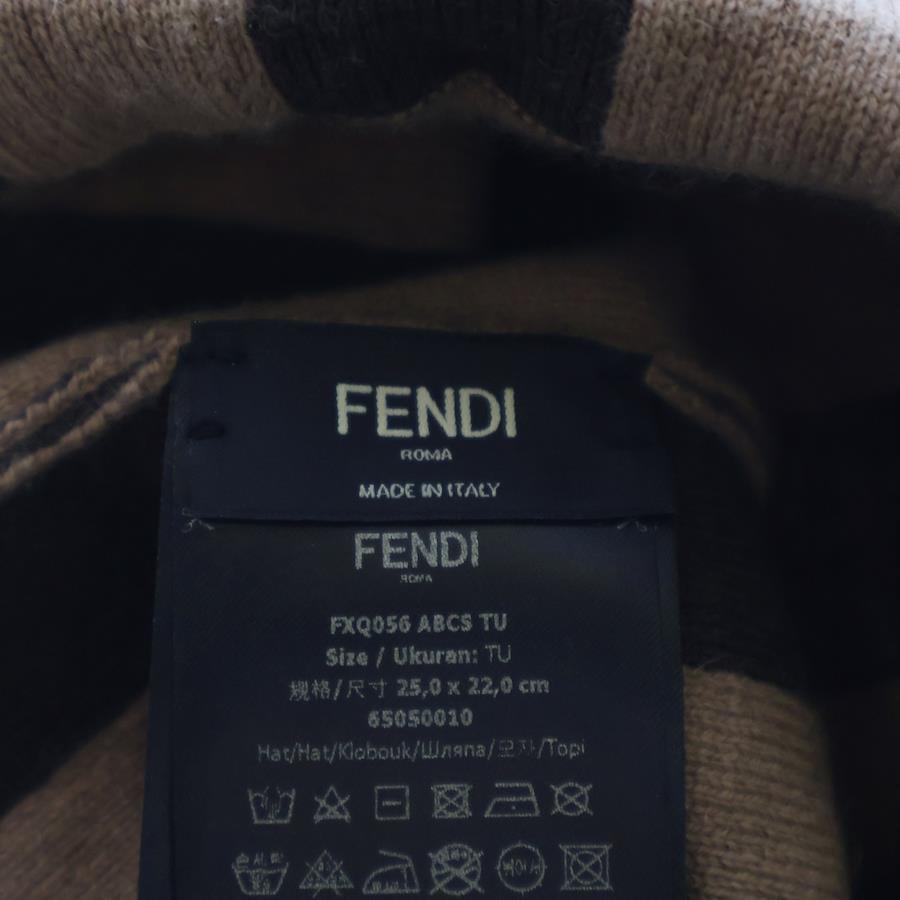 FENDI
ROMA
MADE IN ITALY
FENDI
ROMA
FXQ056 ABCS TU
Size / Ukuran: TU
规格/尺寸 25,0 x 22,0 cm
65050010
Hat/Hat/Klobouk/Шляпа/모자/Topi